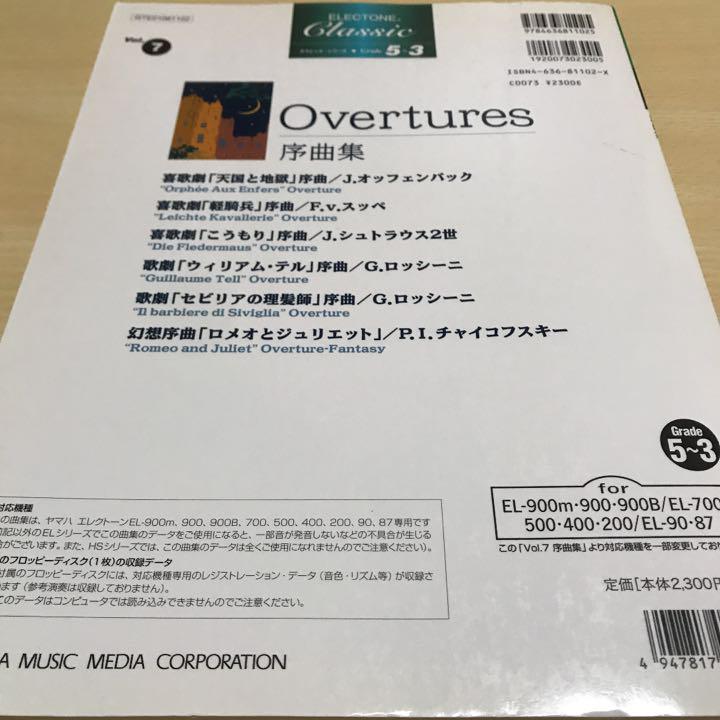 Vol. 7
ELECTONE
Classic
Grade 5-3
9784636811025
1920073023005
ISBN4-636-81102-X
C0073 ¥2300E
Overtures
序曲集
喜歌劇「天国と地獄」序曲/J.オッフェンバック
"Orphée Aux Enfers" Overture
喜歌劇「軽騎兵」序曲/F.v.スッペ
"Leichte Kavallerie" Overture
喜歌劇「こうもり」序曲/J.シュトラウス2世
"Die Fledermaus" Overture
歌劇「ウィリアム・テル」序曲/G.ロッシーニ
"Guillaume Tell" Overture
歌劇「セビリアの理髪師」序曲/G.ロッシーニ
"Il barbiere di Siviglia" Overture
幻想序曲「ロメオとジュリエット」/P.I.チャイコフスキー
"Romeo and Juliet" Overture-Fantasy
Grade
5~3
for
EL-900m・900・900B/EL-700
500・400・200/EL-90・87
この「Vol.7 序曲集」より対応機種を一部変更してお
定価[本体2,300円
対応機種
の曲集は、ヤマハ エレクトーンEL-900m、900、900B、700、500、400、200、90、87専用です
記以外のELシリーズでこの曲集のデータをご使用になると、一部音が発音しないなどの不具合が生じる
合がございます。また、HSシリーズでは、この曲集のデータは全くご使用になれませんのでご注意ください。
のフロッピーディスク(1枚)の収録データ
付属のフロッピーディスクには、対応機種専用のレジストレーション・データ(音色・リズム等)が収録さ
ます(参考演奏は収録しておりません)。
このデータはコンピュータでは読み込みできませんのでご注意ください。
A MUSIC MEDIA CORPORATION
4 947817